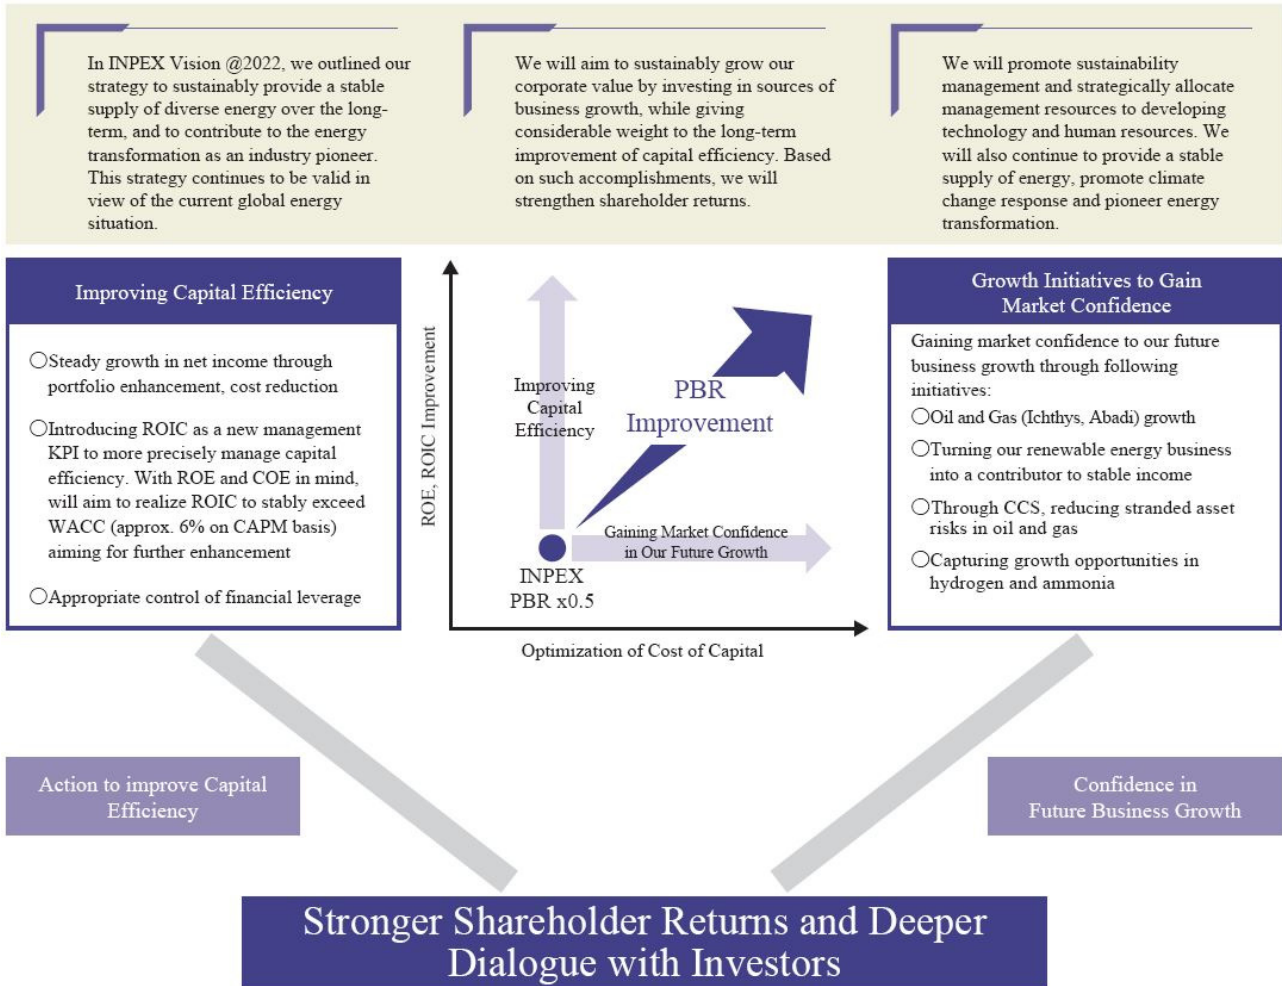 In INPEX Vision @2022, we outlined our
strategy to sustainably provide a stable
supply of diverse energy over the long-
term, and to contribute to the energy
transformation as an industry pioneer.
This strategy continues to be valid in
view of the current global energy
situation.
We will aim to sustainably grow our
corporate value by investing in sources of
business growth, while giving
considerable weight to the long-term
improvement of capital efficiency. Based
on such accomplishments, we will
strengthen shareholder returns.
We will promote sustainability
management and strategically allocate
management resources to developing
technology and human resources. We
will also continue to provide a stable
supply of energy, promote climate
change response and pioneer energy
transformation.
Improving Capital Efficiency
○Steady growth in net income through
portfolio enhancement, cost reduction
○Introducing ROIC as a new management
KPI to more precisely manage capital
efficiency. With ROE and COE in mind,
will aim to realize ROIC to stably exceed
WACC (approx. 6% on CAPM basis)
aiming for further enhancement
○Appropriate control of financial leverage
ROE, ROIC Improvement
Improving
Capital
Efficiency
PBR
Improvement
Gaining Market Confidence
in Our Future Growth
INPEX
PBR x0.5
Optimization of Cost of Capital
Growth Initiatives to Gain
Market Confidence
Gaining market confidence to our future
business growth through following
initiatives:
○Oil and Gas (Ichthys, Abadi) growth
○Turning our renewable energy business
into a contributor to stable income
○Through CCS, reducing stranded asset
risks in oil and gas
○Capturing growth opportunities in
hydrogen and ammonia
Action to improve Capital
Efficiency
Confidence in
Future Business Growth
Stronger Shareholder Returns and Deeper
Dialogue with Investors